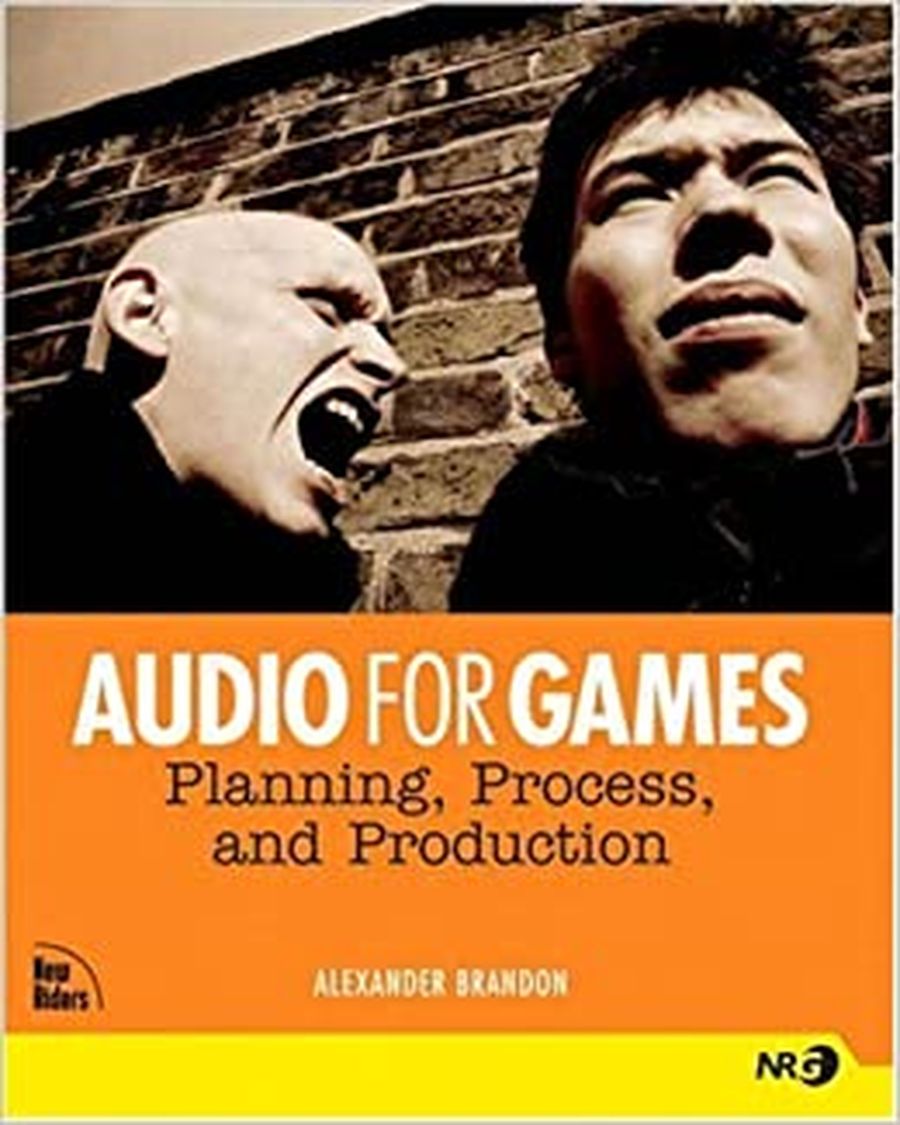 AUDIO FOR GAMES
Planning, Process,
and Production
ALEXANDER BRANDON
New
Riders
NRG